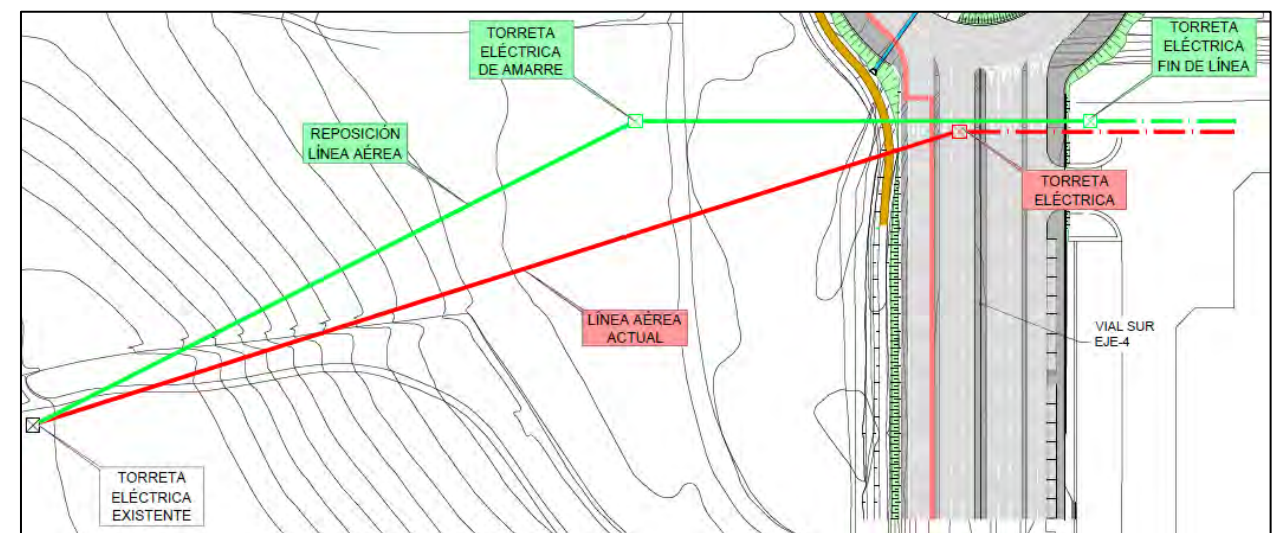 TORRETA
ELÉCTRICA
DE AMARRE
TORRETA
ELÉCTRICA
FIN DE LÍNEA
REPOSICIÓN
LÍNEA AÉREA
TORRETA
ELÉCTRICA
LÍNEA AÉREA
ACTUAL
VIAL SUR
EJE-4
TORRETA
ELÉCTRICA
EXISTENTE